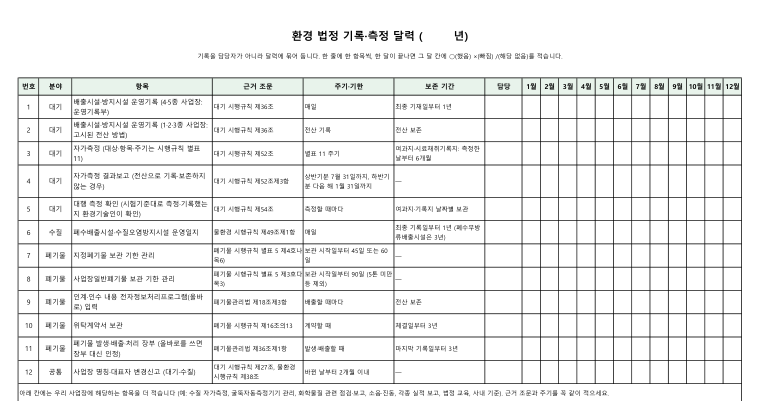 환경 법정 기록·측정 달력 (        년)
기록을 담당자가 아니라 달력에 묶어 둡니다. 한 줄에 한 항목씩, 한 달이 끝나면 그 달 칸에 ○(했음) ×(빠짐) /(해당 없음)를 적습니다.
번호 분야 항목 근거 조문 주기·기한 보존 기간 담당 1월 2월 3월 4월 5월 6월 7월 8월 9월 10월 11월 12월
1 대기 배출시설·방지시설 운영기록 (4·5종 사업장: 운영기록부) 대기 시행규칙 제36조 매일 최종 기재일부터 1년
2 대기 배출시설·방지시설 운영기록 (1·2·3종 사업장: 고시된 전산 방법) 대기 시행규칙 제36조 전산 기록 전산 보존
3 대기 자가측정 (대상·항목·주기는 시행규칙 별표 11) 대기 시행규칙 제52조 별표 11 주기 여과지·시료채취기록지: 측정한 날부터 6개월
4 대기 자가측정 결과보고 (전산으로 기록·보존하지 않는 경우) 대기 시행규칙 제52조제3항 상반기분 7월 31일까지, 하반기분 다음 해 1월 31일까지 —
5 대기 대행 측정 확인 (시험기준대로 측정·기록했는지 환경기술인이 확인) 대기 시행규칙 제54조 측정할 때마다 여과지·기록지 날짜별 보관
6 수질 폐수배출시설·수질오염방지시설 운영일지 물환경 시행규칙 제49조제1항 매일 최종 기록일부터 1년 (폐수무방류배출시설은 3년)
7 폐기물 지정폐기물 보관 기한 관리 폐기물 시행규칙 별표 5 제4호나목6) 보관 시작일부터 45일 또는 60일 —
8 폐기물 사업장일반폐기물 보관 기한 관리 폐기물 시행규칙 별표 5 제3호다목3) 보관 시작일부터 90일 (5톤 미만 등 제외) —
9 폐기물 인계·인수 내용 전자정보처리프로그램(올바로) 입력 폐기물관리법 제18조제3항 배출할 때마다 전산 보존
10 폐기물 위탁계약서 보관 폐기물 시행규칙 제16조의13 계약할 때 체결일부터 3년
11 폐기물 폐기물 발생·배출·처리 장부 (올바로를 쓰면 장부 대신 인정) 폐기물관리법 제36조제1항 발생·배출할 때 마지막 기록일부터 3년
12 공통 사업장 명칭·대표자 변경신고 (대기·수질) 대기 시행규칙 제27조, 물환경 시행규칙 제38조 바뀐 날부터 2개월 이내 —
아래 칸에는 우리 사업장에 해당하는 항목을 더 적습니다 (예: 수질 자가측정, 굴뚝자동측정기기 관리, 화학물질 관련 점검·보고, 소음·진동, 각종 실적 보고, 법정 교육, 사내 기준). 근거 조문과 주기를 꼭 같이 적으세요.